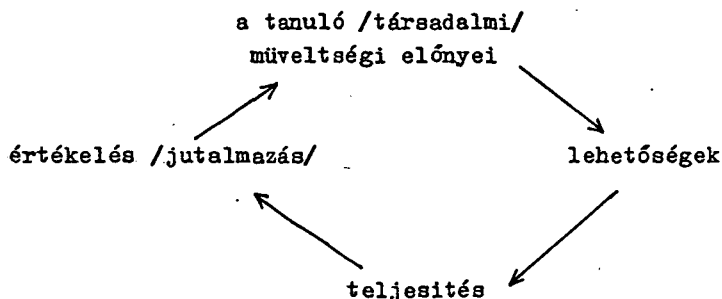 a tanuló /társadalmi/
müveltségi előnyei
értékelés /jutalmazás/
lehetőségek
teljesités